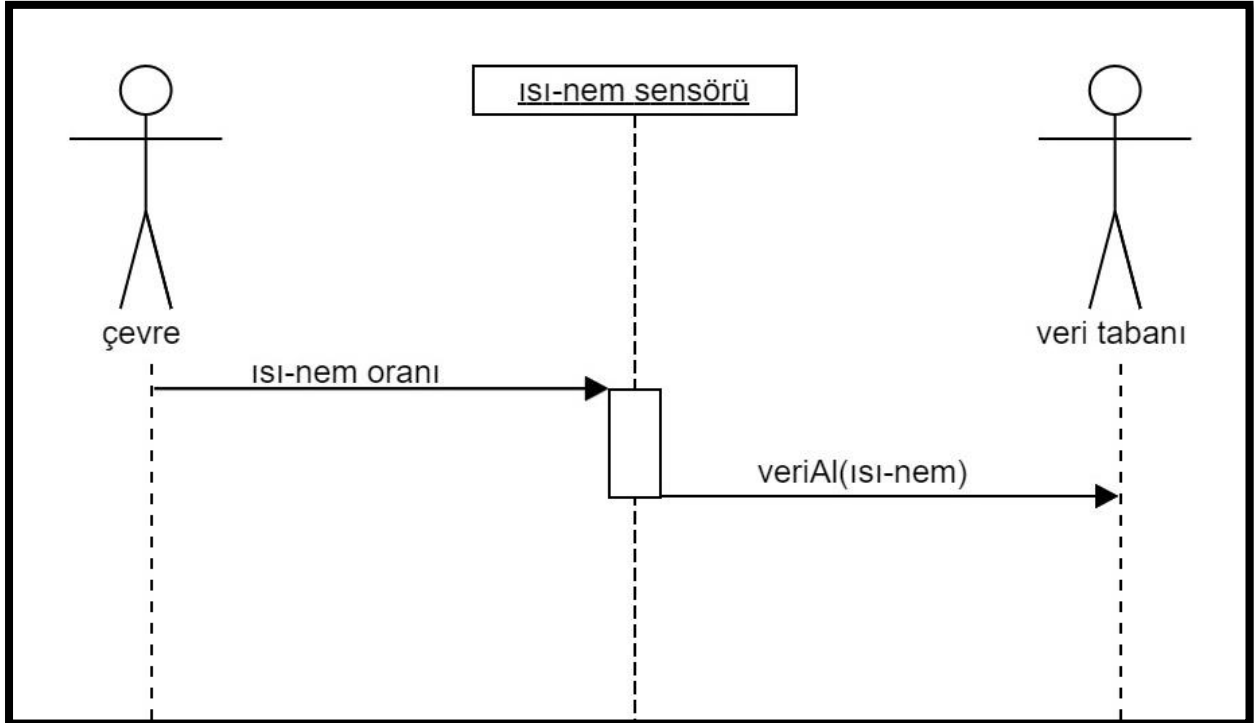 ısı-nem sensörü
çevre
veri tabanı
ısı-nem oranı
veriAl(ısı-nem)